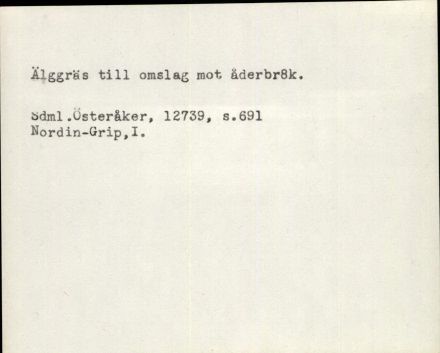 Älggräs till omslag mot åderbr8k.
Sdml.Österåker, 12739, s.691
Nordin-Grip,I.